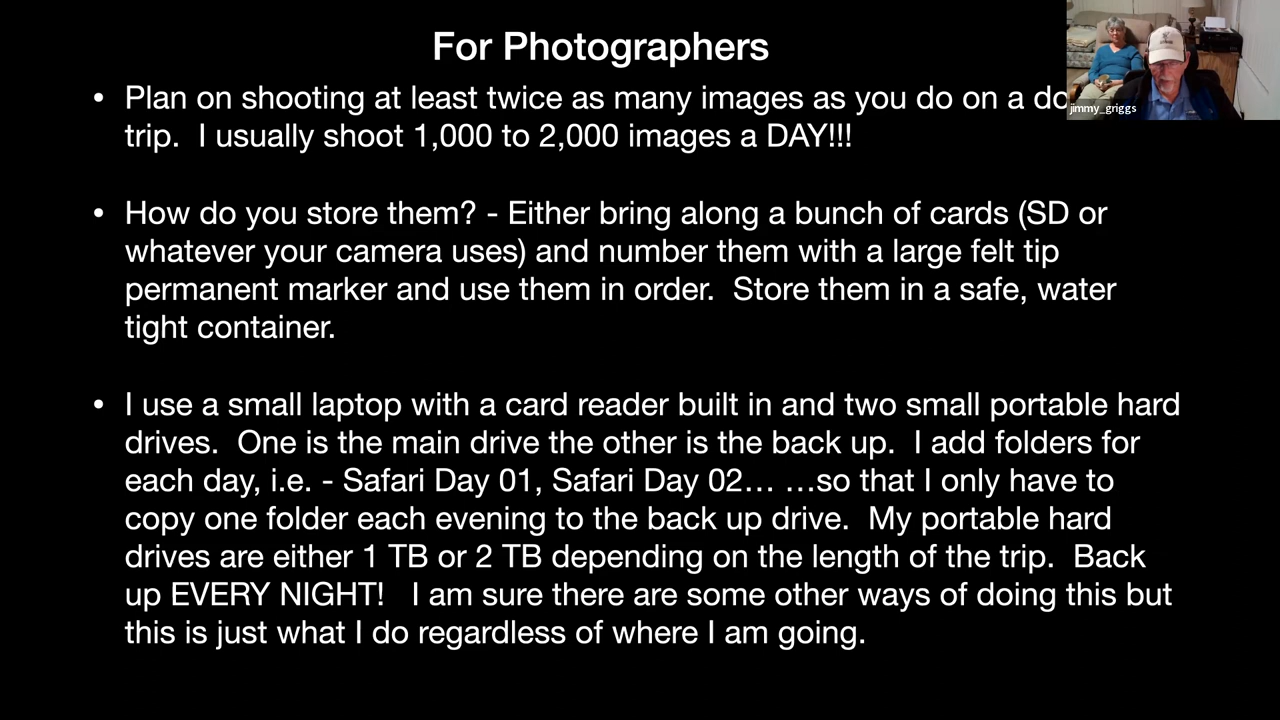 For Photographers
• Plan on shooting at least twice as many images as you do on a
trip. I usually shoot 1,000 to 2,000 images a DAY!!!
• How do you store them? - Either bring along a bunch of cards (SD or
whatever your camera uses) and number them with a large felt tip
permanent marker and use them in order. Store them in a safe, water
tight container.
• I use a small laptop with a card reader built in and two small portable hard
drives. One is the main drive the other is the back up. I add folders for
each day, i.e. - Safari Day 01, Safari Day 02… …so that I only have to
copy one folder each evening to the back up drive. My portable hard
drives are either 1 TB or 2 TB depending on the length of the trip. Back
up EVERY NIGHT! I am sure there are some other ways of doing this but
this is just what I do regardless of where I am going.
jimmy_griggs